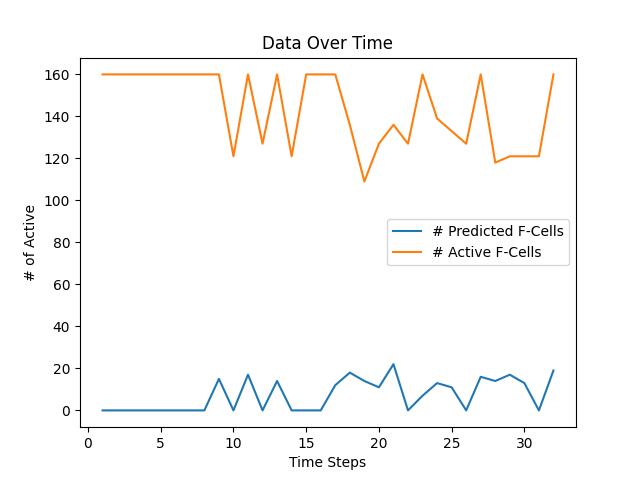 Data Over Time
# of Active
160
140
120
100
80
60
40
20
0
# Predicted F-Cells
# Active F-Cells
0 5 10 15 20 25 30
Time Steps